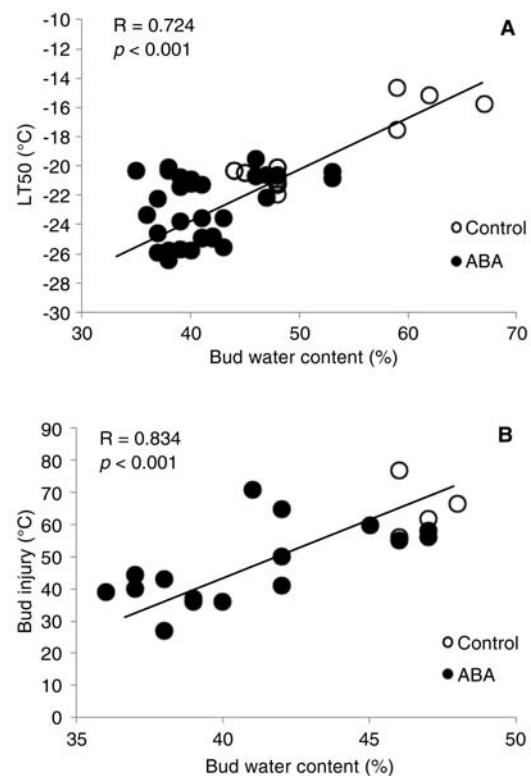 A
R = 0.724
p < 0.001
-10
-12
-14
-16
-18
-20
-22
-24
-26
-28
-30
LT50 (°C)
Control
ABA
30
40
50
60
70
Bud water content (%)
B
R = 0.834
p < 0.001
90
80
70
60
50
40
30
20
10
0
Bud injury (°C)
Control
ABA
35
40
45
50
Bud water content (%)